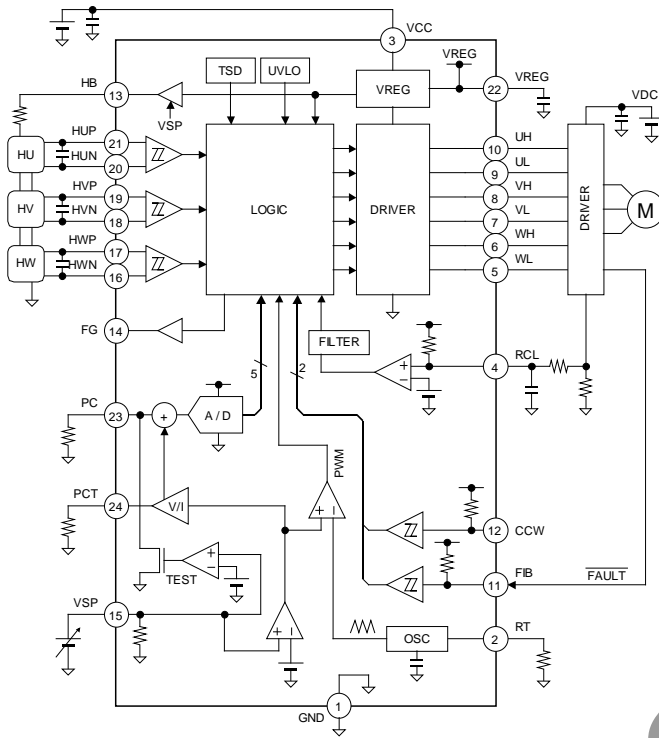 3
VCC
VREG
TSD
UVLO
VREG
22
VREG
HB
13
VSP
VDC
HUP
21
HU
HUN
20
HVP
19
HV
HVN
18
HWP
17
HW
HWN
16
LOGIC
DRIVER
10
UH
9
UL
8
VH
7
VL
6
WH
5
WL
DRIVER
M
FG
14
FILTER
5
2
+
−
4
RCL
PC
23
+
A / D
PWM
PCT
24
V/I
+
−
12
CCW
TEST
+
−
11
FIB
FAULT
VSP
15
+
−
OSC
2
RT
1
GND